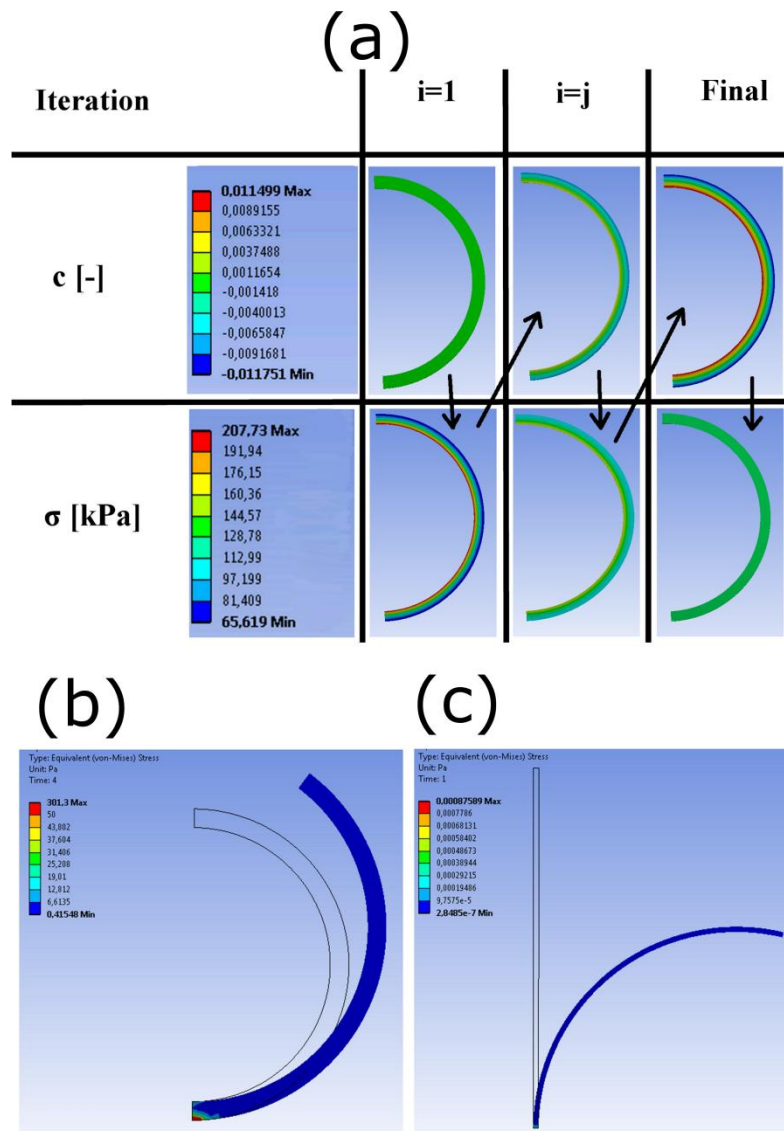 (a)
Iteration
i=1
i=j
Final
c [-]
0,011499 Max
0,0089155
0,0063321
0,0037488
0,0011654
-0,001418
-0,0040013
-0,0065847
-0,0091681
-0,011751 Min
σ [kPa]
207,73 Max
191,94
176,15
160,36
144,57
128,78
112,99
97,199
81,409
65,619 Min
(b)
Type: Equivalent (von-Mises) Stress
Unit: Pa
Time: 4
301,3 Max
50
43,802
37,604
31,406
25,208
19,01
12,812
6,6135
0,41548 Min
(c)
Type: Equivalent (von-Mises) Stress
Unit: Pa
Time: 1
0.00087589 Max
0,0007786
0,00068131
0,00058402
0,00048673
0,00038944
0,00029215
0,00019486
9,7575e-5
2,8485e-7 Min